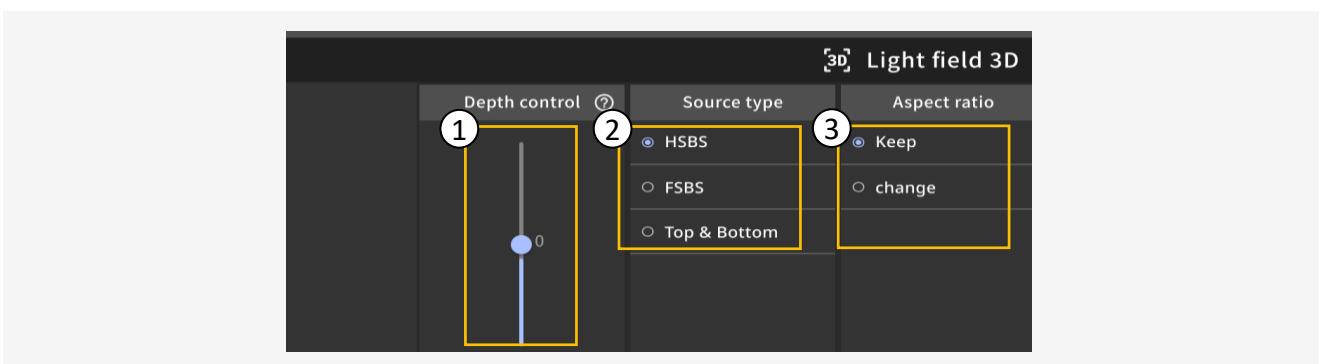 [3D] Light field 3D
Depth control ? Source type Aspect ratio
1 2 3
HSBS Keep
FSBS change
Top & Bottom
0